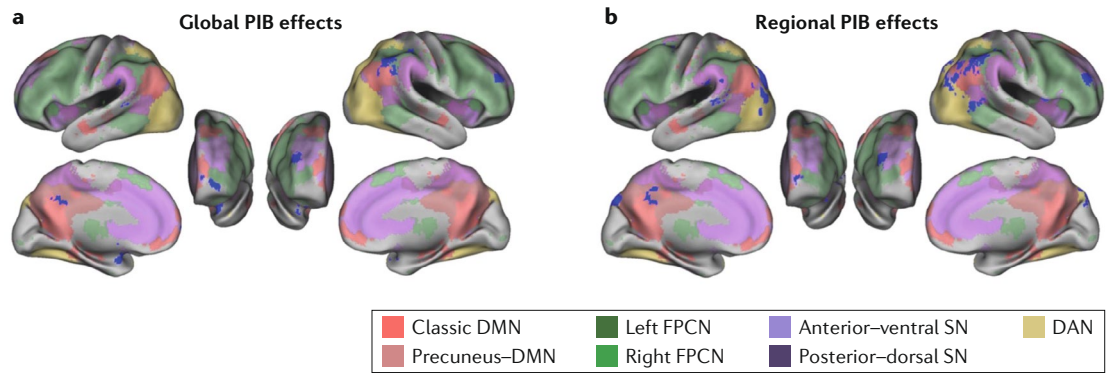 a Global PIB effects
b Regional PIB effects
Classic DMN Left FPCN Anterior–ventral SN DAN
Precuneus–DMN Right FPCN Posterior–dorsal SN